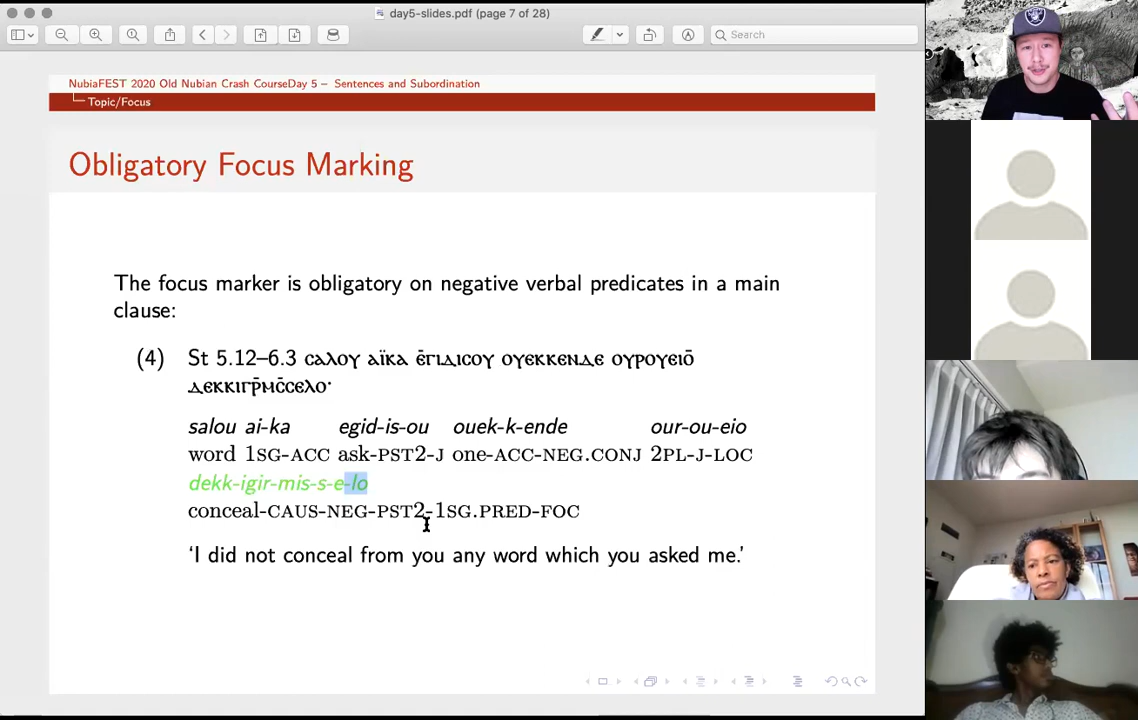 day5-slides.pdf (page 7 of 28)
Search
NubiaFEST 2020 Old Nubian Crash CourseDay 5 – Sentences and Subordination
Topic/Focus
Obligatory Focus Marking
The focus marker is obligatory on negative verbal predicates in a main
clause:
(4) St 5.12–6.3 ⲥⲁⲗⲟⲩ ⲁⲓ̈ⲕⲁ ⲉ̄ⲅⲓⲇⲓⲥⲟⲩ ⲟⲩⲉⲕⲕⲉⲛⲇⲉ ⲟⲩⲣⲟⲩⲉⲓⲟ̄
ⲇⲉⲕⲕⲓⲅⲣ̄ⲙⲥ̄ⲥⲉⲗⲟ·
salou ai-ka egid-is-ou ouek-k-ende our-ou-eio
word 1SG-ACC ask-PST2-J one-ACC-NEG.CONJ 2PL-J-LOC
dekk-igir-mis-s-e-lo
conceal-CAUS-NEG-PST2-1SG.PRED-FOC
‘I did not conceal from you any word which you asked me.’